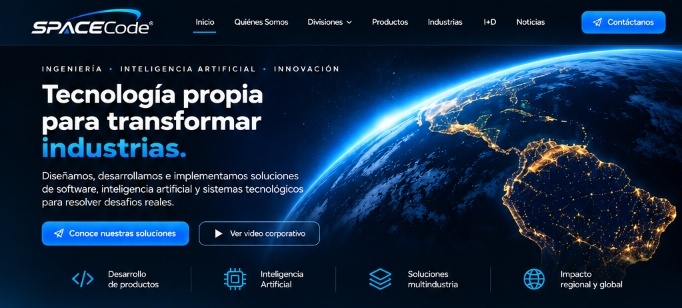 SPACECode®
Inicio
Quiénes Somos
Divisiones
Productos
Industrias
I+D
Noticias
Contáctanos
INGENIERÍA • INTELIGENCIA ARTIFICIAL • INNOVACIÓN
Tecnología propia
para transformar
industrias.
Diseñamos, desarrollamos e implementamos soluciones
de software, inteligencia artificial y sistemas tecnológicos
para resolver desafíos reales.
Conoce nuestras soluciones
Ver video corporativo
Desarrollo
de productos
Inteligencia
Artificial
Soluciones
multindustria
Impacto
regional y global